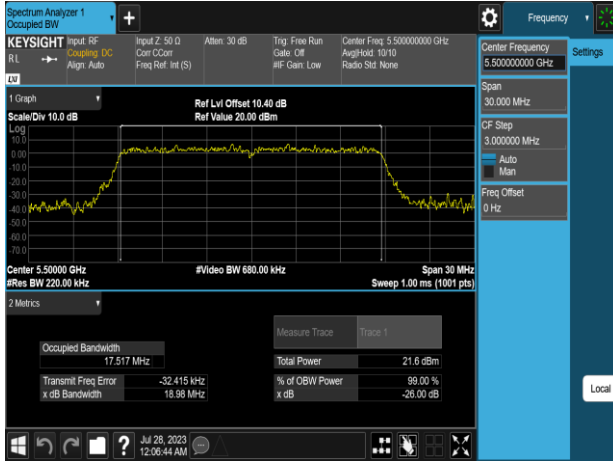 Spectrum Analyzer 1
Occupied BW
+
Frequency
KEYSIGHT
RL
LXI
Input: RF
Coupling: DC
Align: Auto
Input Z: 50 Ω
Corr CCorr
Freq Ref: Int (S)
Atten: 30 dB
Trig: Free Run
Gate: Off
#IF Gain: Low
Center Freq: 5.500000000 GHz
Avg|Hold: 10/10
Radio Std: None
Center Frequency
5.500000000 GHz
Settings
Span
30.000 MHz
CF Step
3.000000 MHz
Auto
Man
Freq Offset
0 Hz
Local
1 Graph
Scale/Div 10.0 dB
Ref Lvl Offset 10.40 dB
Ref Value 20.00 dBm
Log
10.0
0.00
-10.0
-20.0
-30.0
-40.0
-50.0
-60.0
-70.0
Center 5.50000 GHz
#Res BW 220.00 kHz
#Video BW 680.00 kHz
Span 30 MHz
Sweep 1.00 ms (1001 pts)
2 Metrics
Measure Trace Trace 1
Occupied Bandwidth
17.517 MHz
Total Power 21.6 dBm
Transmit Freq Error -32.415 kHz
% of OBW Power 99.00 %
x dB Bandwidth 18.98 MHz
x dB -26.00 dB
?
Jul 28, 2023
12:06:44 AM